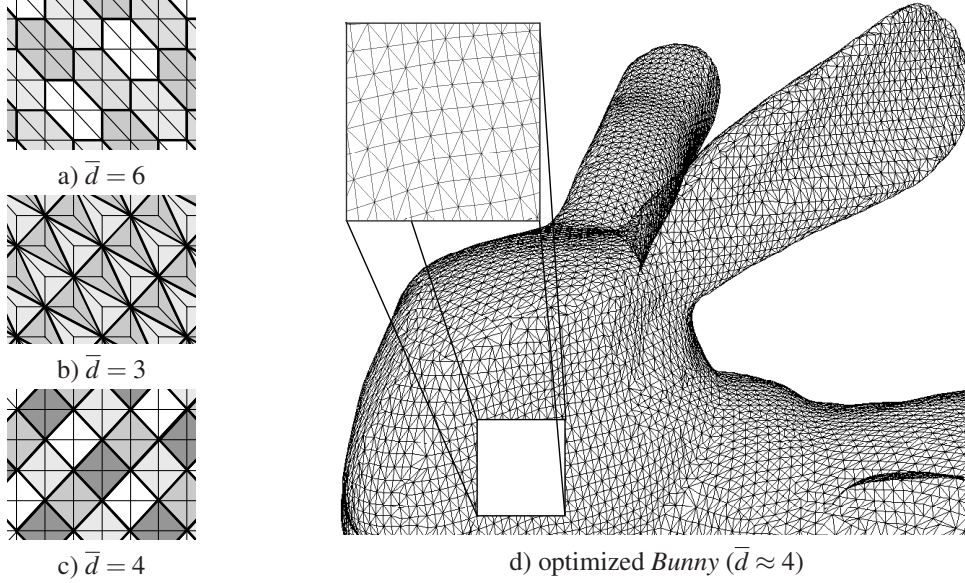 a) d̅ = 6
b) d̅ = 3
c) d̅ = 4
d) optimized Bunny (d̅ ≈ 4)